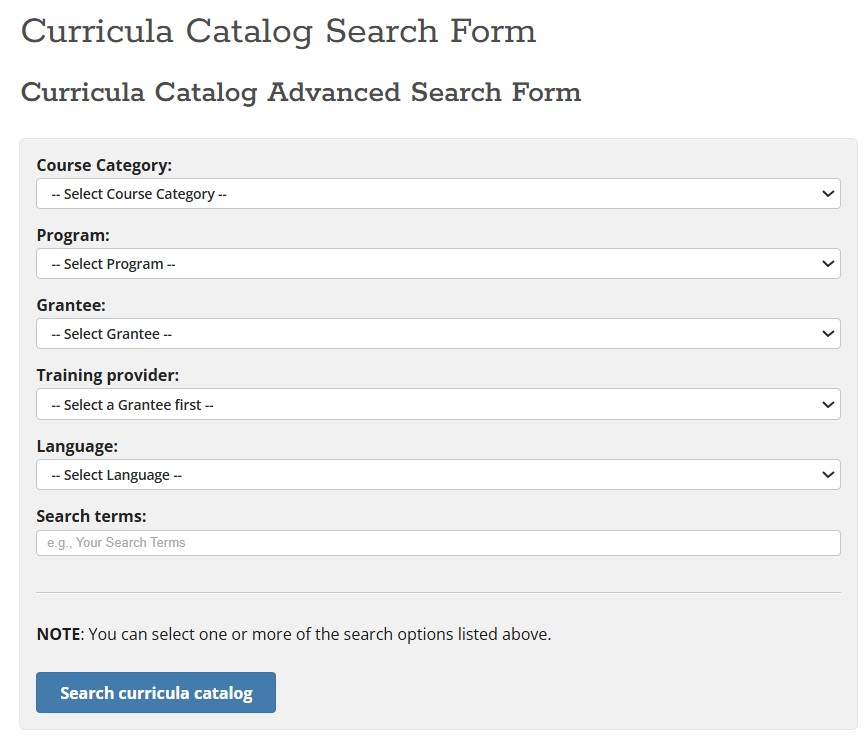 Curricula Catalog Search Form
Curricula Catalog Advanced Search Form
Course Category:
-- Select Course Category --
Program:
-- Select Program --
Grantee:
-- Select Grantee --
Training provider:
-- Select a Grantee first --
Language:
-- Select Language --
Search terms:
e.g., Your Search Terms
NOTE: You can select one or more of the search options listed above.
Search curricula catalog